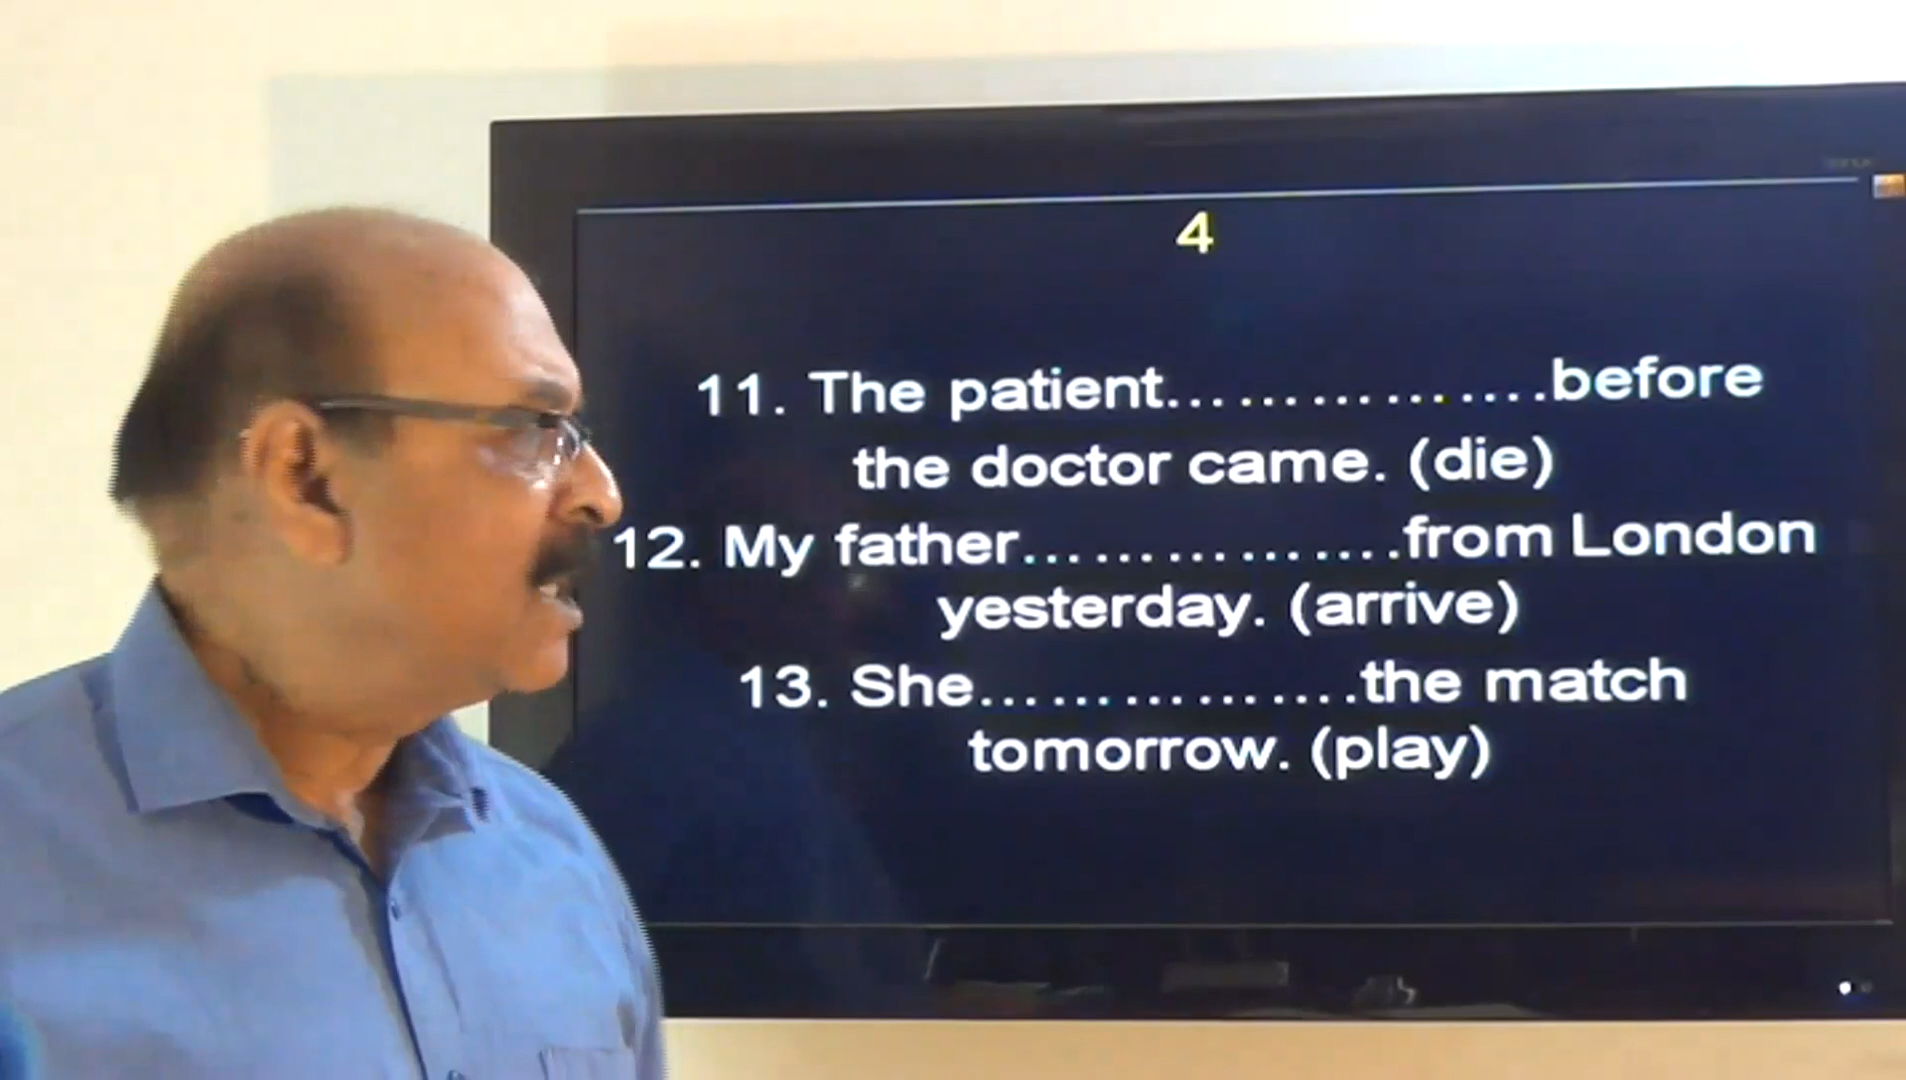 4
11. The patient................before
the doctor came. (die)
12. My father................from London
yesterday. (arrive)
13. She................the match
tomorrow. (play)